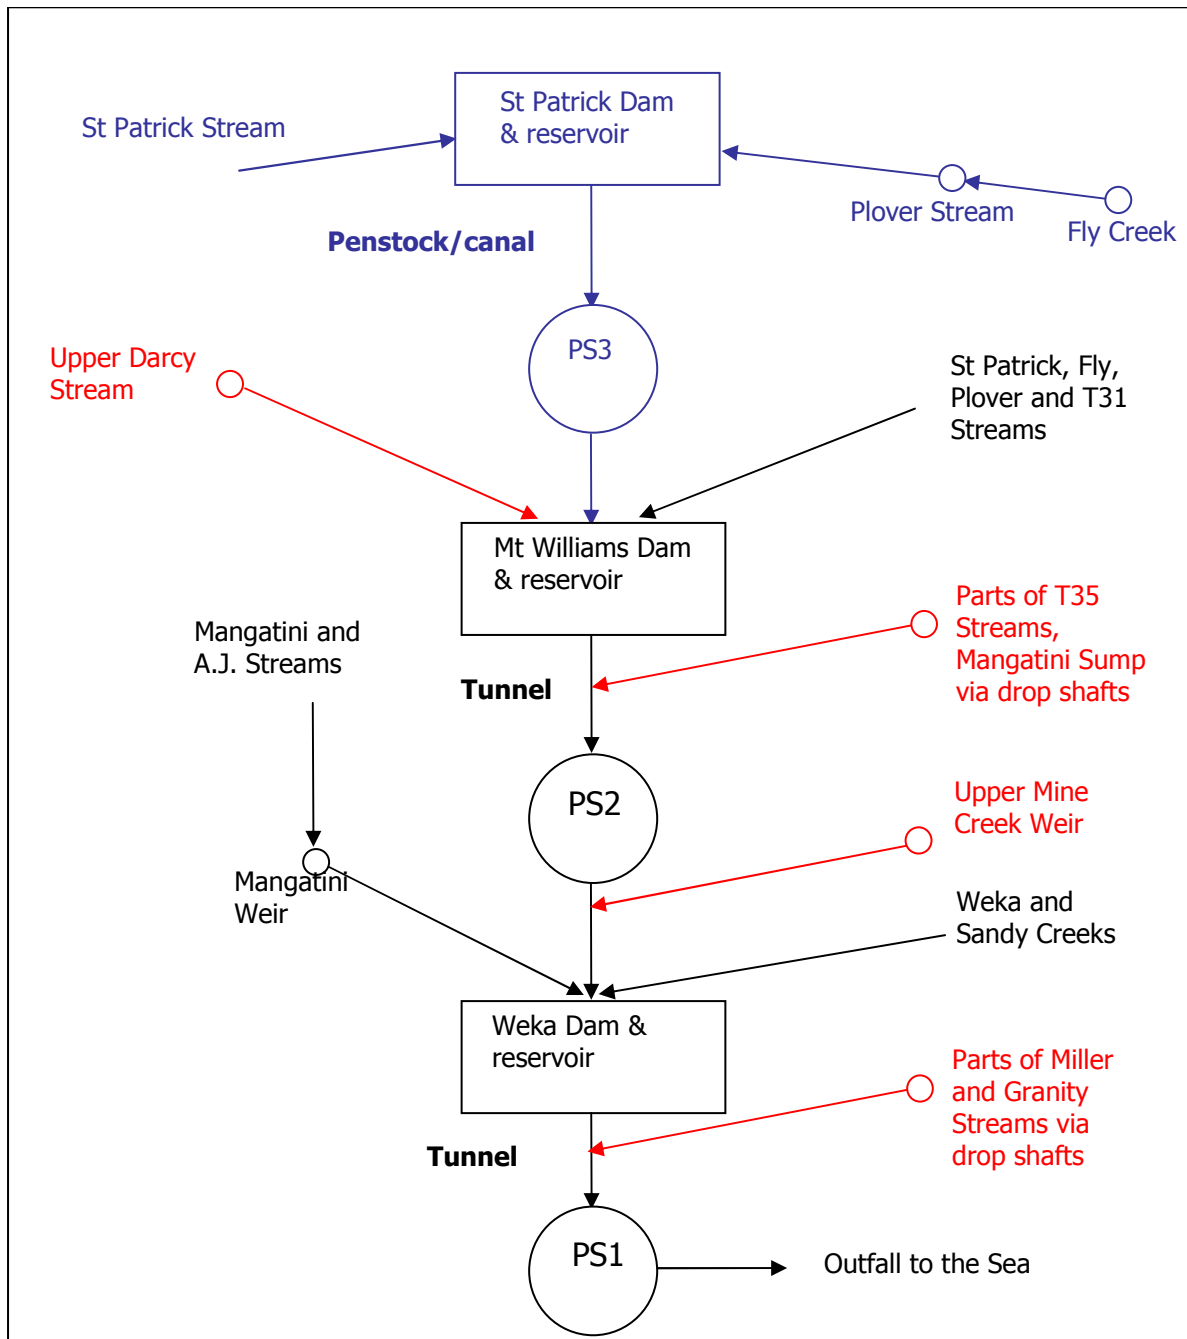 St Patrick Dam
& reservoir
St Patrick Stream
Plover Stream
Fly Creek
Penstock/canal
PS3
Upper Darcy
Stream
St Patrick, Fly,
Plover and T31
Streams
Mt Williams Dam
& reservoir
Parts of T35
Streams,
Mangatini Sump
via drop shafts
Mangatini and
A.J. Streams
Tunnel
PS2
Upper Mine
Creek Weir
Mangatini
Weir
Weka and
Sandy Creeks
Weka Dam &
reservoir
Parts of Miller
and Granity
Streams via
drop shafts
Tunnel
PS1
Outfall to the Sea